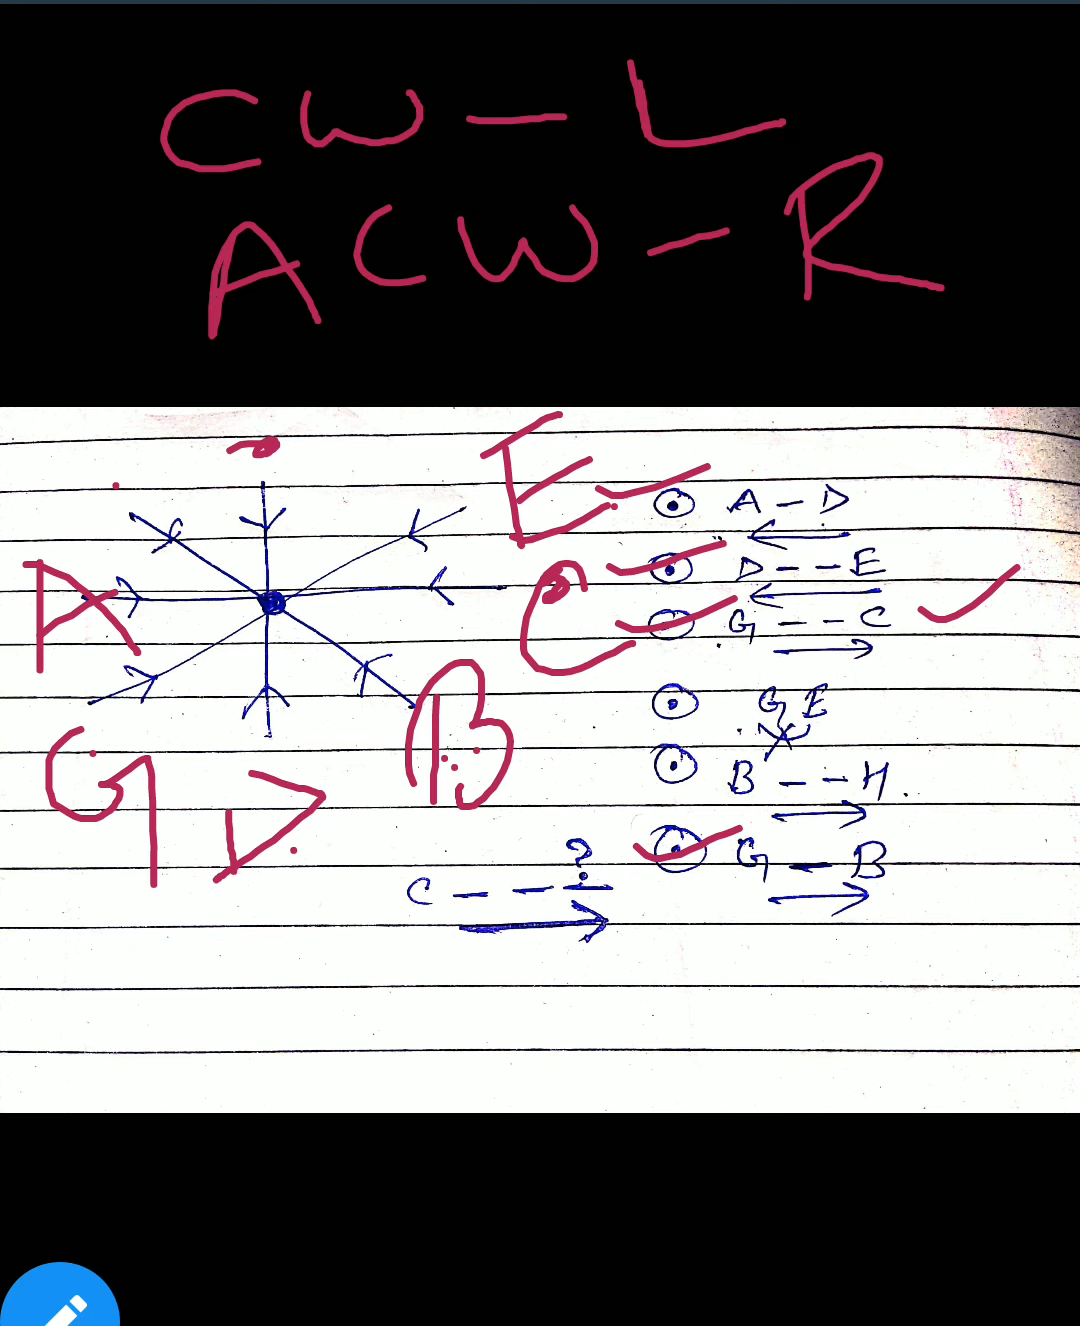 CW - L
ACW - R
E
A - D
D - - E
A
C
G - - C
B
G E
G
D
B - - H.
?
G - B
C - - -